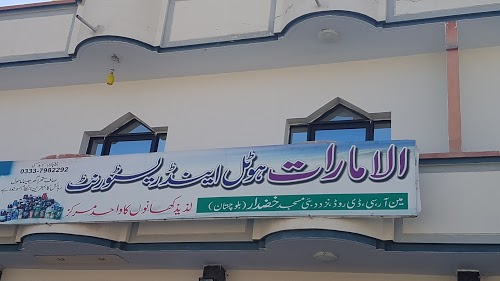 الامارات ہوٹل اینڈ ریسٹورنٹ
0333-7982292
مین آر سی ڈی روڈ نزد دبئی مسجد خضدار (بلوچستان)
لذیذ کھانوں کا واحد مرکز